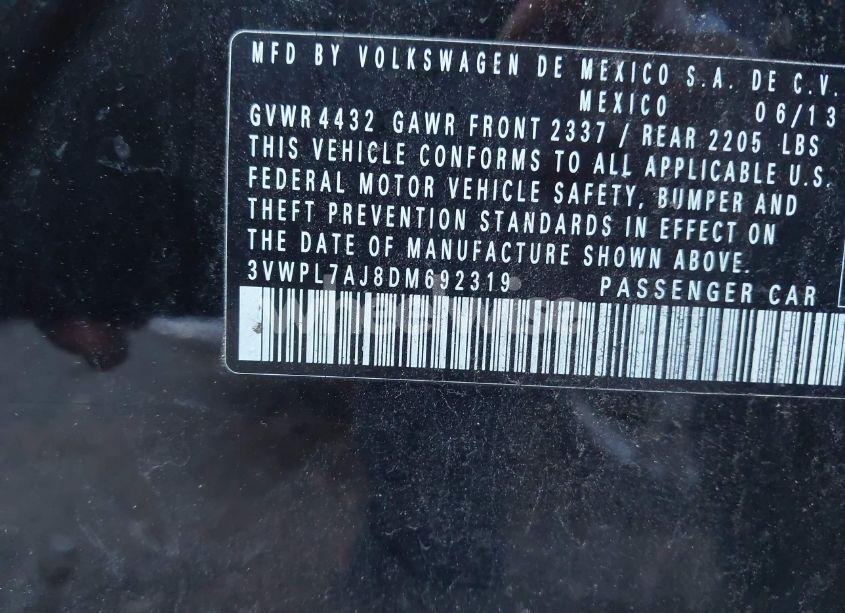 MFD BY VOLKSWAGEN DE MEXICO S.A. DE C.V.
MEXICO 06/13
GVWR 4432 GAWR FRONT 2337 / REAR 2205 LBS
THIS VEHICLE CONFORMS TO ALL APPLICABLE U.S.
FEDERAL MOTOR VEHICLE SAFETY, BUMPER AND
THEFT PREVENTION STANDARDS IN EFFECT ON
THE DATE OF MANUFACTURE SHOWN ABOVE.
3VWPL7AJ8DM692319 PASSENGER CAR
wheelwise